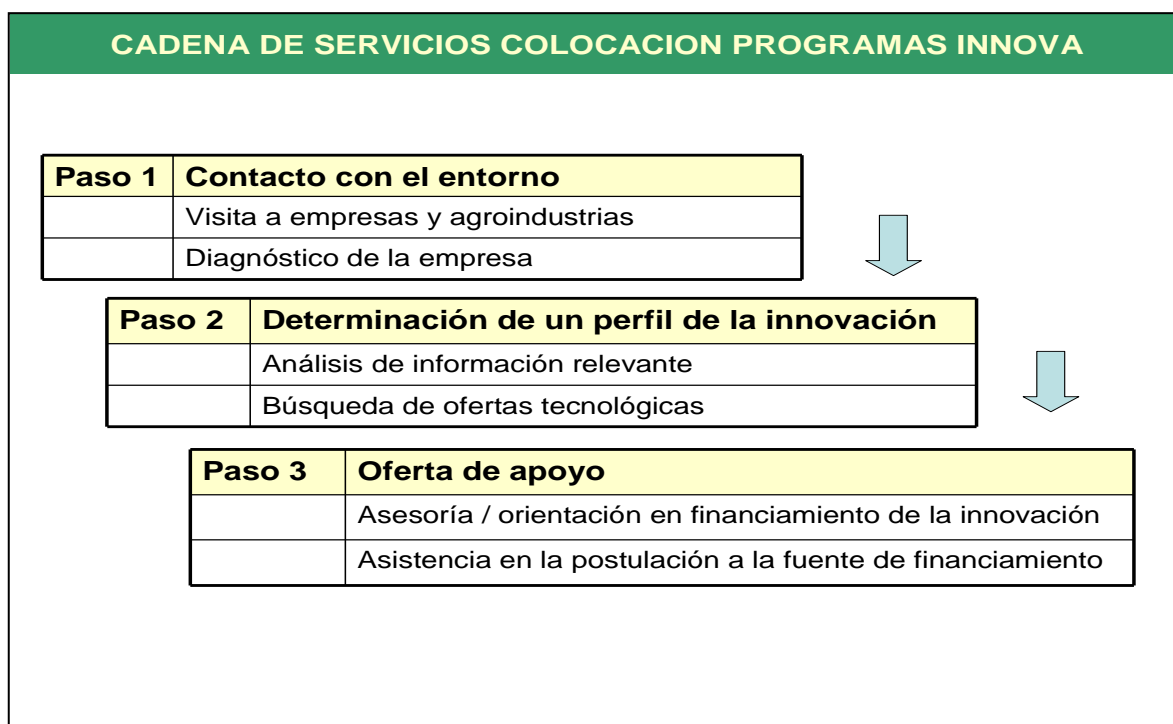 CADENA DE SERVICIOS COLOCACION PROGRAMAS INNOVA
Paso 1 Contacto con el entorno
Visita a empresas y agroindustrias
Diagnóstico de la empresa
Paso 2 Determinación de un perfil de la innovación
Análisis de información relevante
Búsqueda de ofertas tecnológicas
Paso 3 Oferta de apoyo
Asesoría / orientación en financiamiento de la innovación
Asistencia en la postulación a la fuente de financiamiento